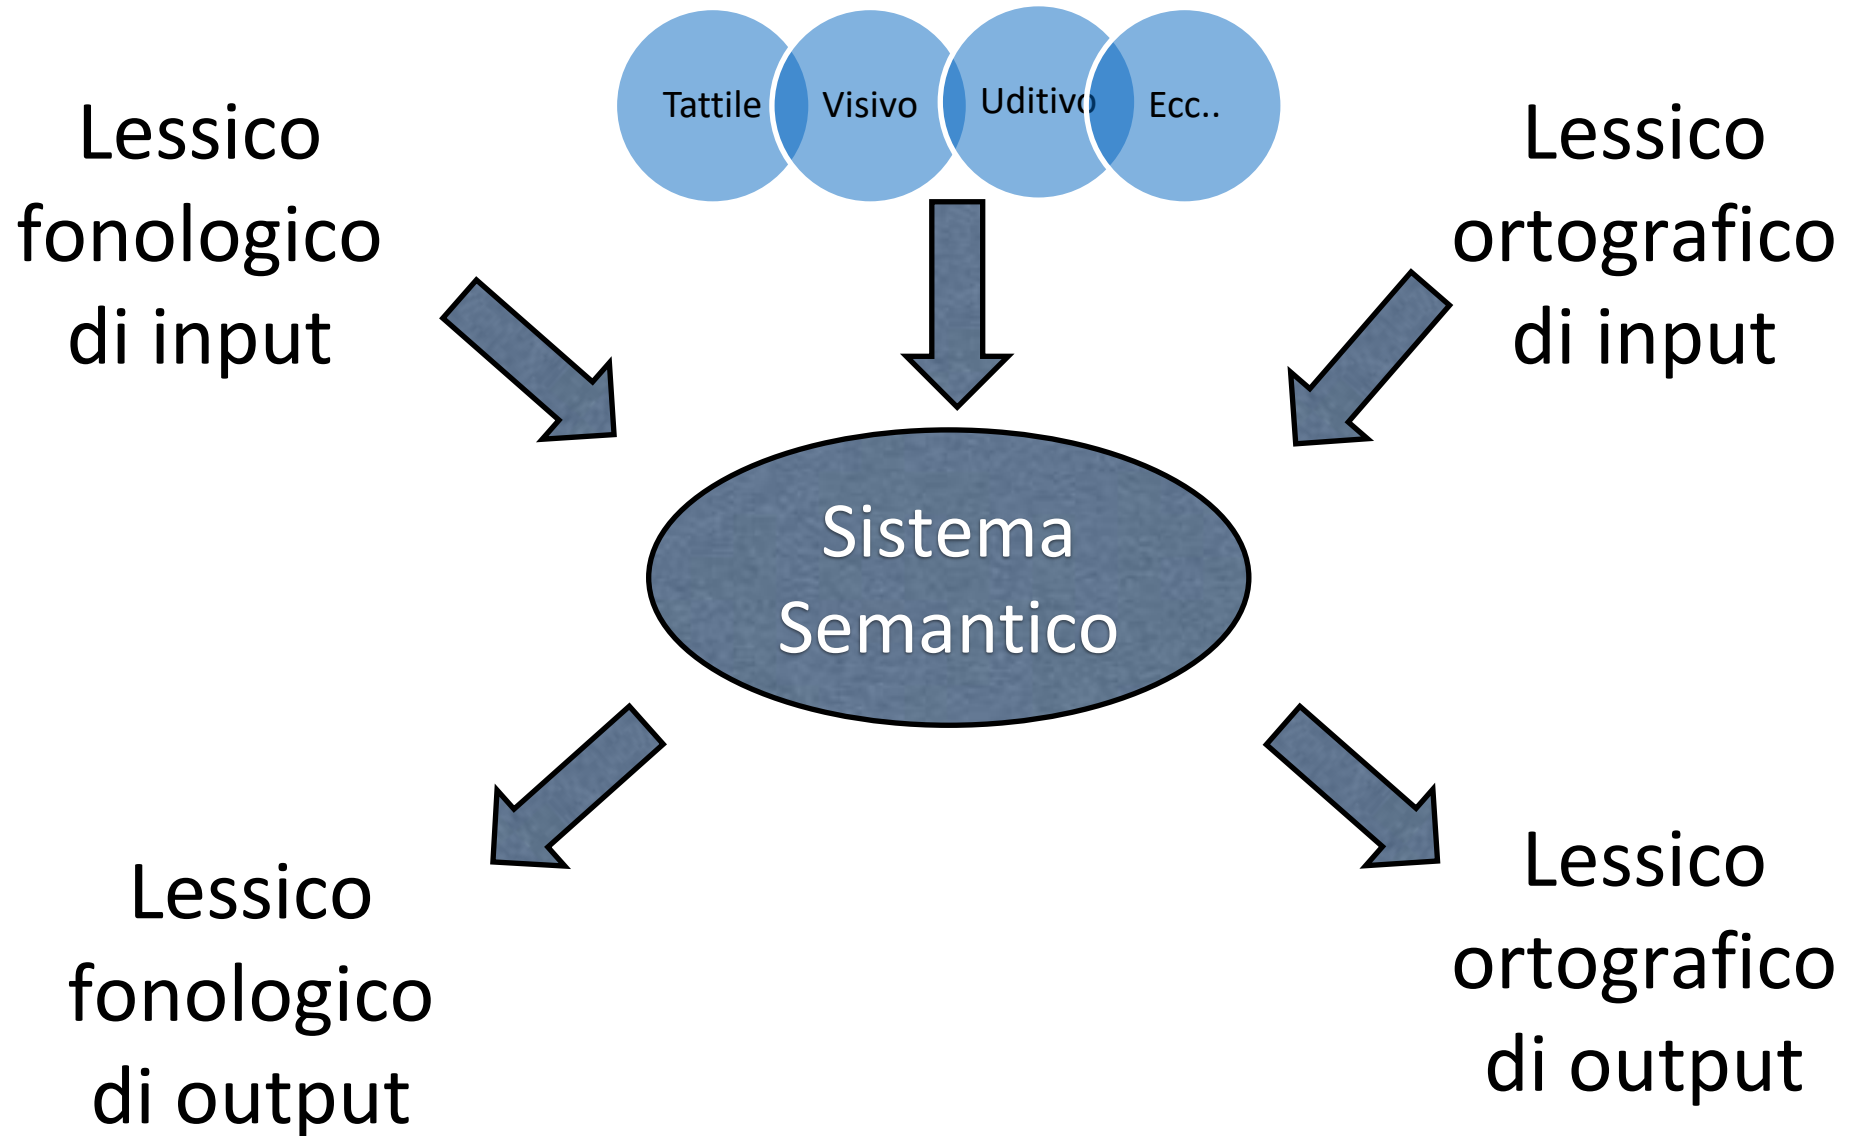 Tattile
Visivo
Uditivo
Ecc..
Lessico
fonologico
di input
Lessico
ortografico
di input
Sistema
Semantico
Lessico
fonologico
di output
Lessico
ortografico
di output